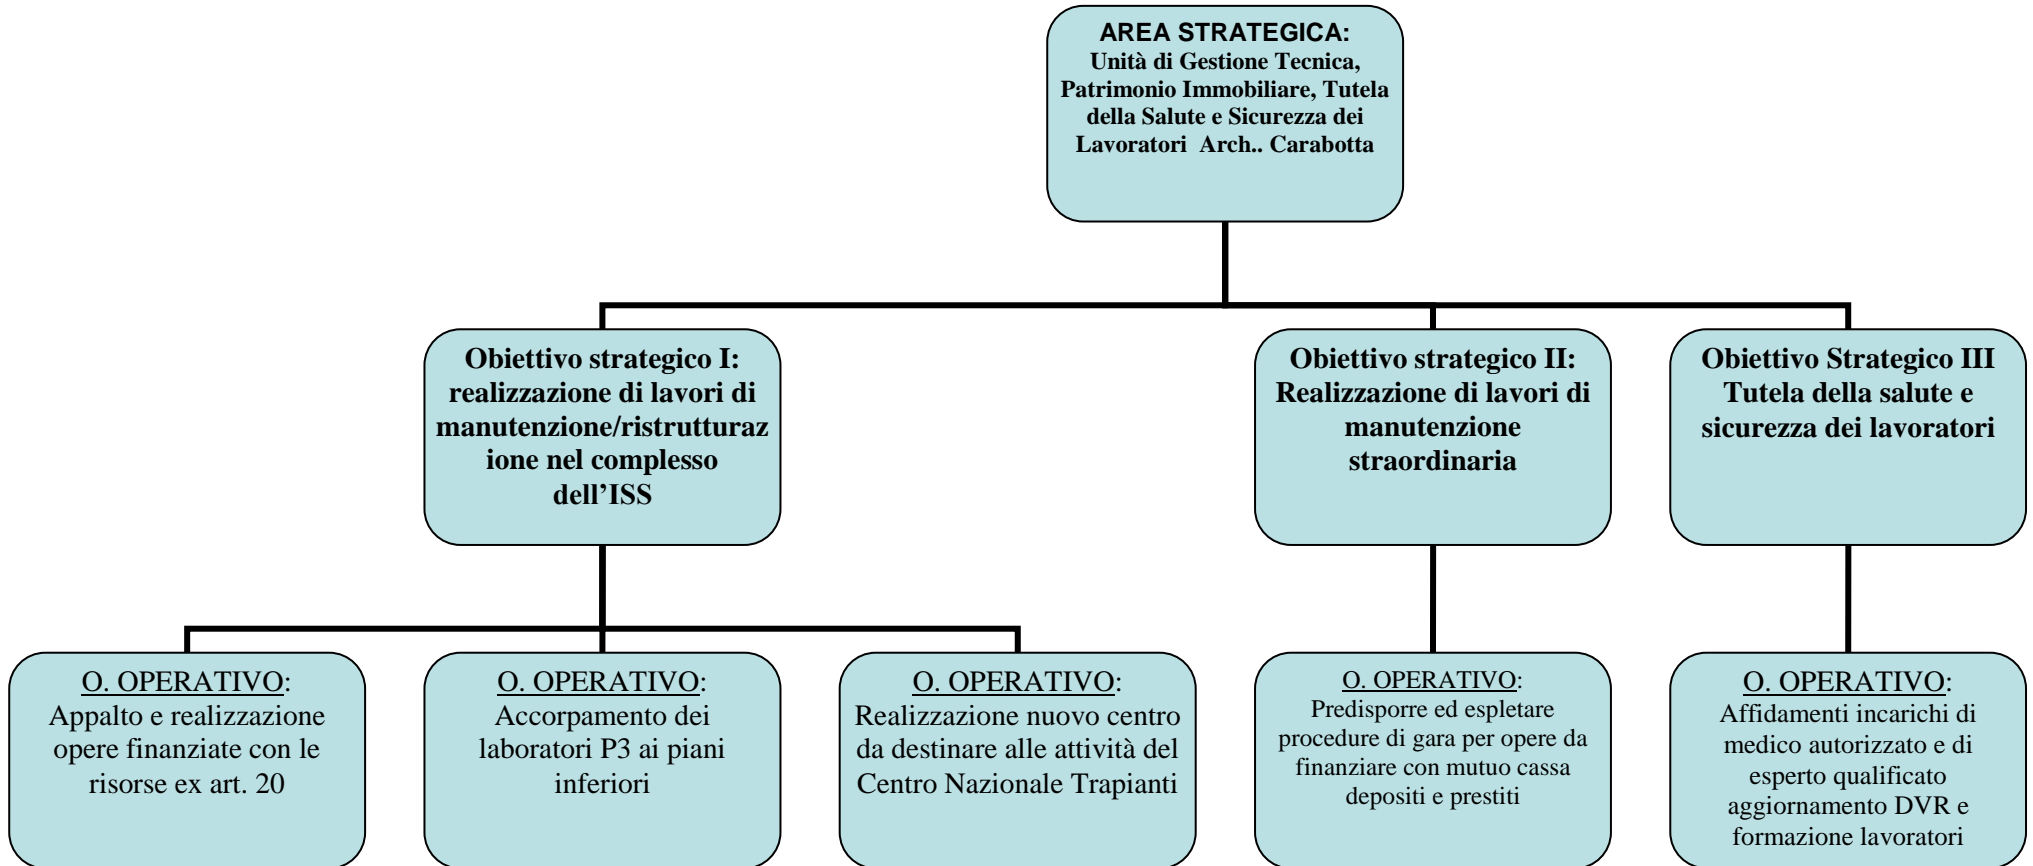 AREA STRATEGICA:
Unità di Gestione Tecnica,
Patrimonio Immobiliare, Tutela
della Salute e Sicurezza dei
Lavoratori  Arch.. Carabotta
Obiettivo strategico I:
realizzazione di lavori di
manutenzione/ristrutturaz
ione nel complesso
dell’ISS
Obiettivo strategico II:
Realizzazione di lavori di
manutenzione
straordinaria
Obiettivo Strategico III
Tutela della salute e
sicurezza dei lavoratori
O. OPERATIVO:
Appalto e realizzazione
opere finanziate con le
risorse ex art. 20
O. OPERATIVO:
Accorpamento dei
laboratori P3 ai piani
inferiori
O. OPERATIVO:
Realizzazione nuovo centro
da destinare alle attività del
Centro Nazionale Trapianti
O. OPERATIVO:
Predisporre ed espletare
procedure di gara per opere da
finanziare con mutuo cassa
depositi e prestiti
O. OPERATIVO:
Affidamenti incarichi di
medico autorizzato e di
esperto qualificato
aggiornamento DVR e
formazione lavoratori